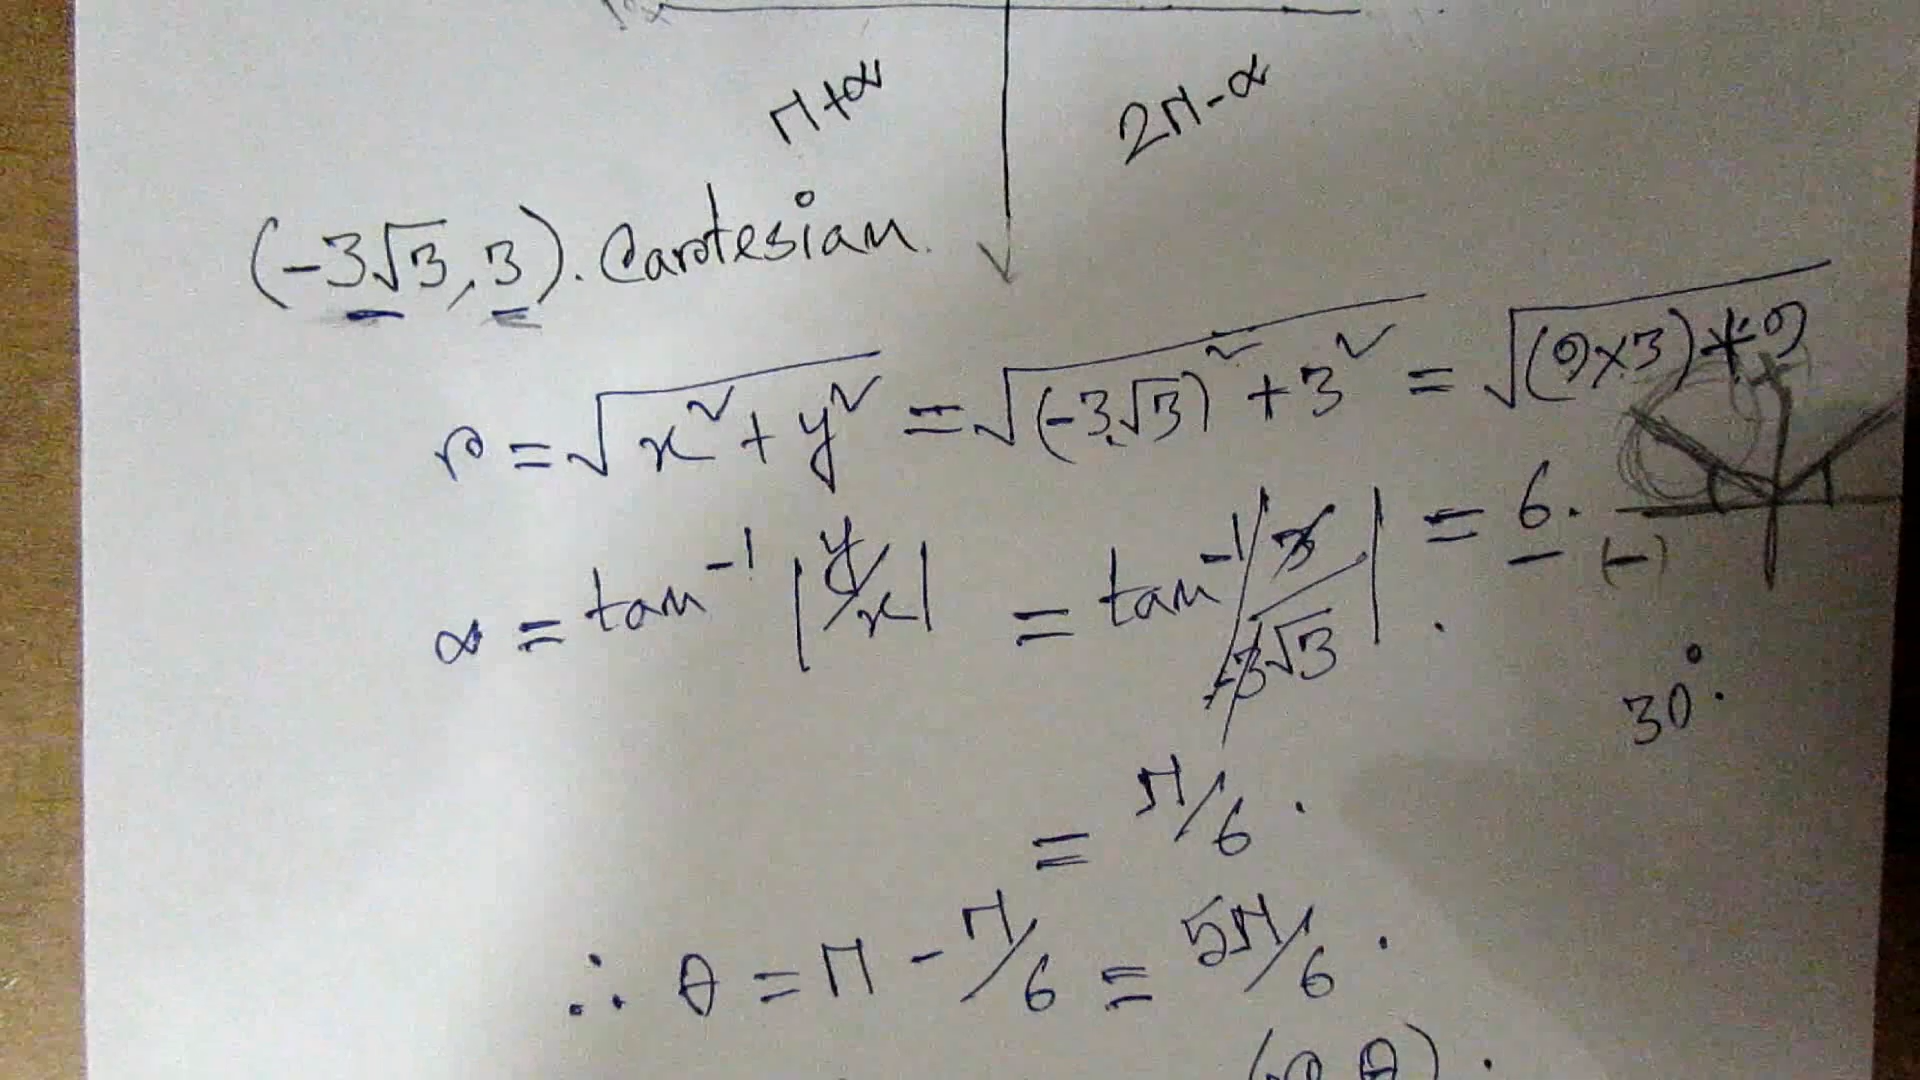 π+α 2π-α
(-3√3, 3). Cartesian.
r = √x²+y² = √(-3√3)²+3² = √(9×3)+9
= 6.
(-)
α = tan⁻¹ |y/x| = tan⁻¹ |3/-3√3|.
30°.
= π/6.
∴ θ = π - π/6 = 5π/6.
(r, θ).